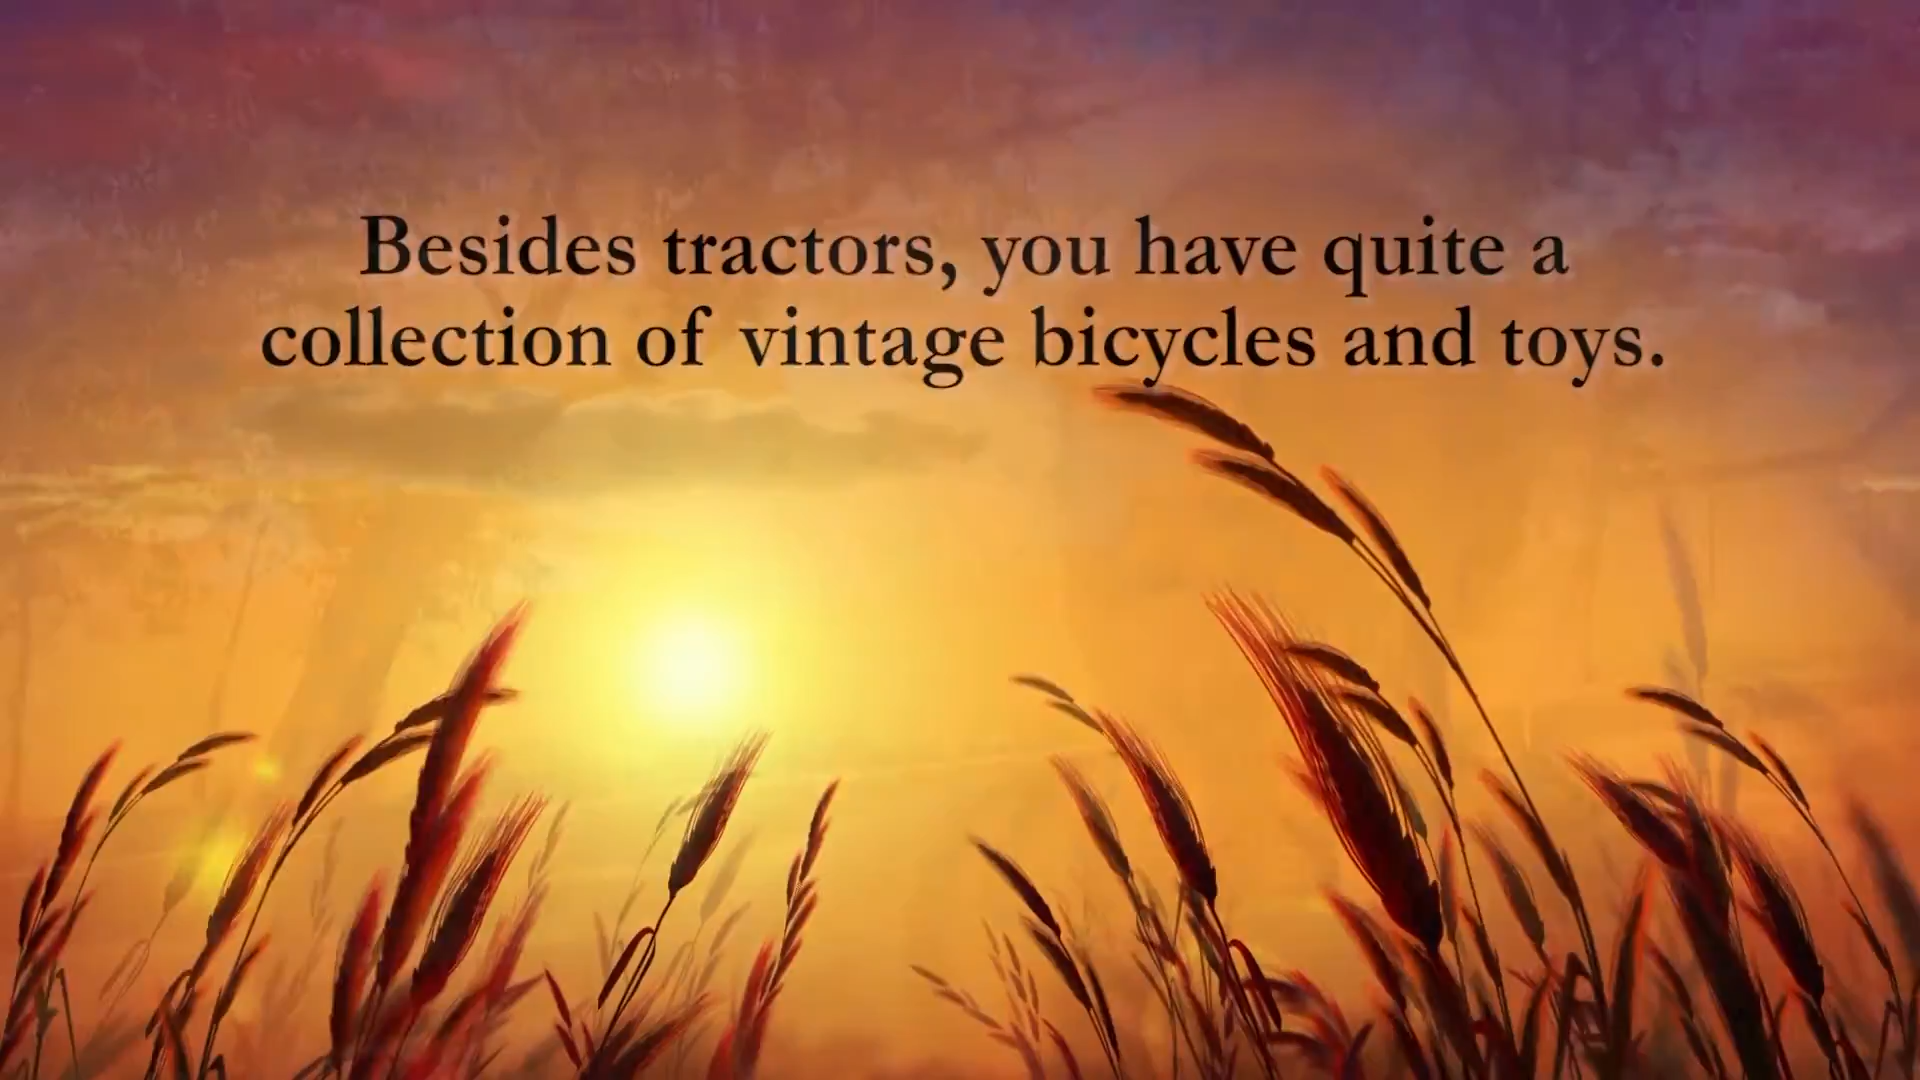 Besides tractors, you have quite a
collection of vintage bicycles and toys.